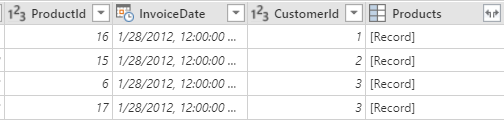 1²3 ProductId InvoiceDate 1²3 CustomerId Products
16 1/28/2012, 12:00:00 ... 1 [Record]
15 1/28/2012, 12:00:00 ... 2 [Record]
6 1/28/2012, 12:00:00 ... 3 [Record]
17 1/28/2012, 12:00:00 ... 3 [Record]